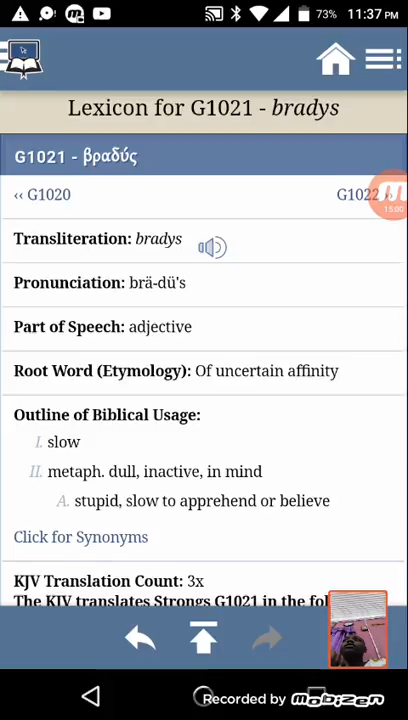 73% 11:37 PM
Lexicon for G1021 - bradys
G1021 - βραδύς
‹‹ G1020
G1022 ››
15:00
Transliteration: bradys
Pronunciation: brä-dü's
Part of Speech: adjective
Root Word (Etymology): Of uncertain affinity
Outline of Biblical Usage:
I. slow
II. metaph. dull, inactive, in mind
A. stupid, slow to apprehend or believe
Click for Synonyms
KJV Translation Count: 3x
The KJV translates Strongs G1021 in the
Recorded by mobizen